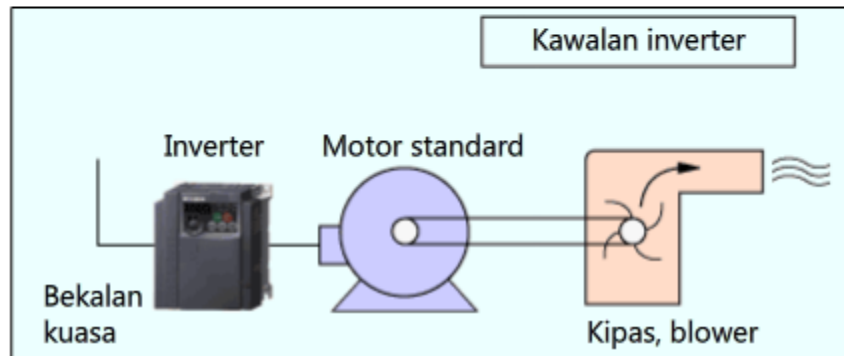 Kawalan inverter
Inverter
Motor standard
Bekalan
kuasa
Kipas, blower